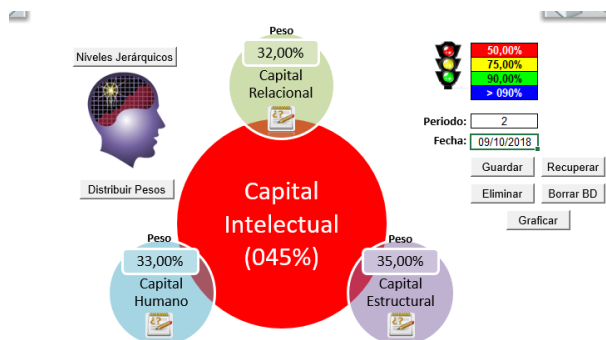 Niveles Jerárquicos
Distribuir Pesos
Peso
32,00%
Capital
Relacional
Capital
Intelectual
(045%)
Peso
33,00%
Capital
Humano
Peso
35,00%
Capital
Estructural
50,00%
75,00%
90,00%
> 090%
Periodo: 2
Fecha: 09/10/2018
Guardar Recuperar
Eliminar Borrar BD
Graficar